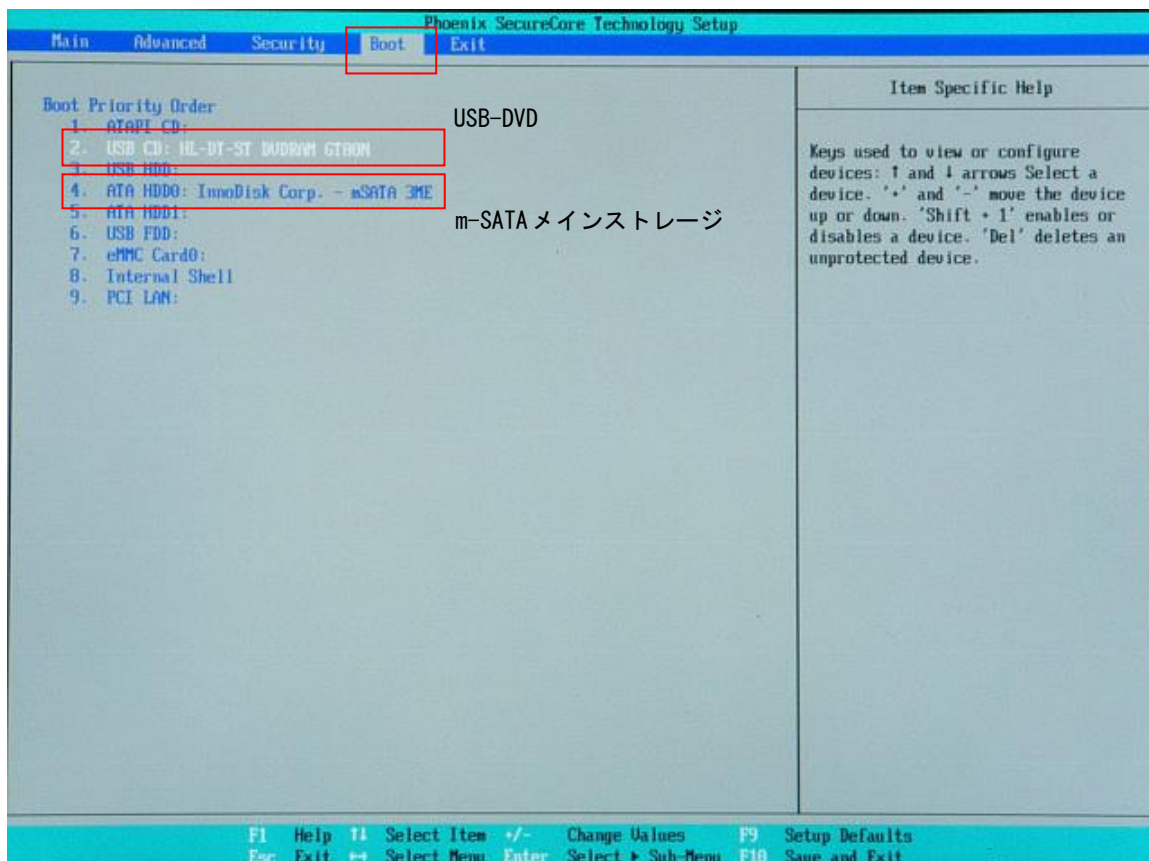 Phoenix SecureCore Technology Setup
Main Advanced Security Boot Exit
Boot Priority Order
1. ATAPI CD:
2. USB CD: HL-DT-ST DVDRAM GT80N
3. USB HDD:
4. ATA HDD0: InnoDisk Corp. - mSATA 3ME
5. ATA HDD1:
6. USB FDD:
7. eMMC Card0:
8. Internal Shell
9. PCI LAN:
USB-DVD
m-SATAメインストレージ
Item Specific Help
Keys used to view or configure
devices: ↑ and ↓ arrows Select a
device. '+' and '-' move the device
up or down. 'Shift + 1' enables or
disables a device. 'Del' deletes an
unprotected device.
F1 Help ↑↓ Select Item +/- Change Values F9 Setup Defaults
Esc Exit ↔ Select Menu Enter Select ▶ Sub-Menu F10 Save and Exit